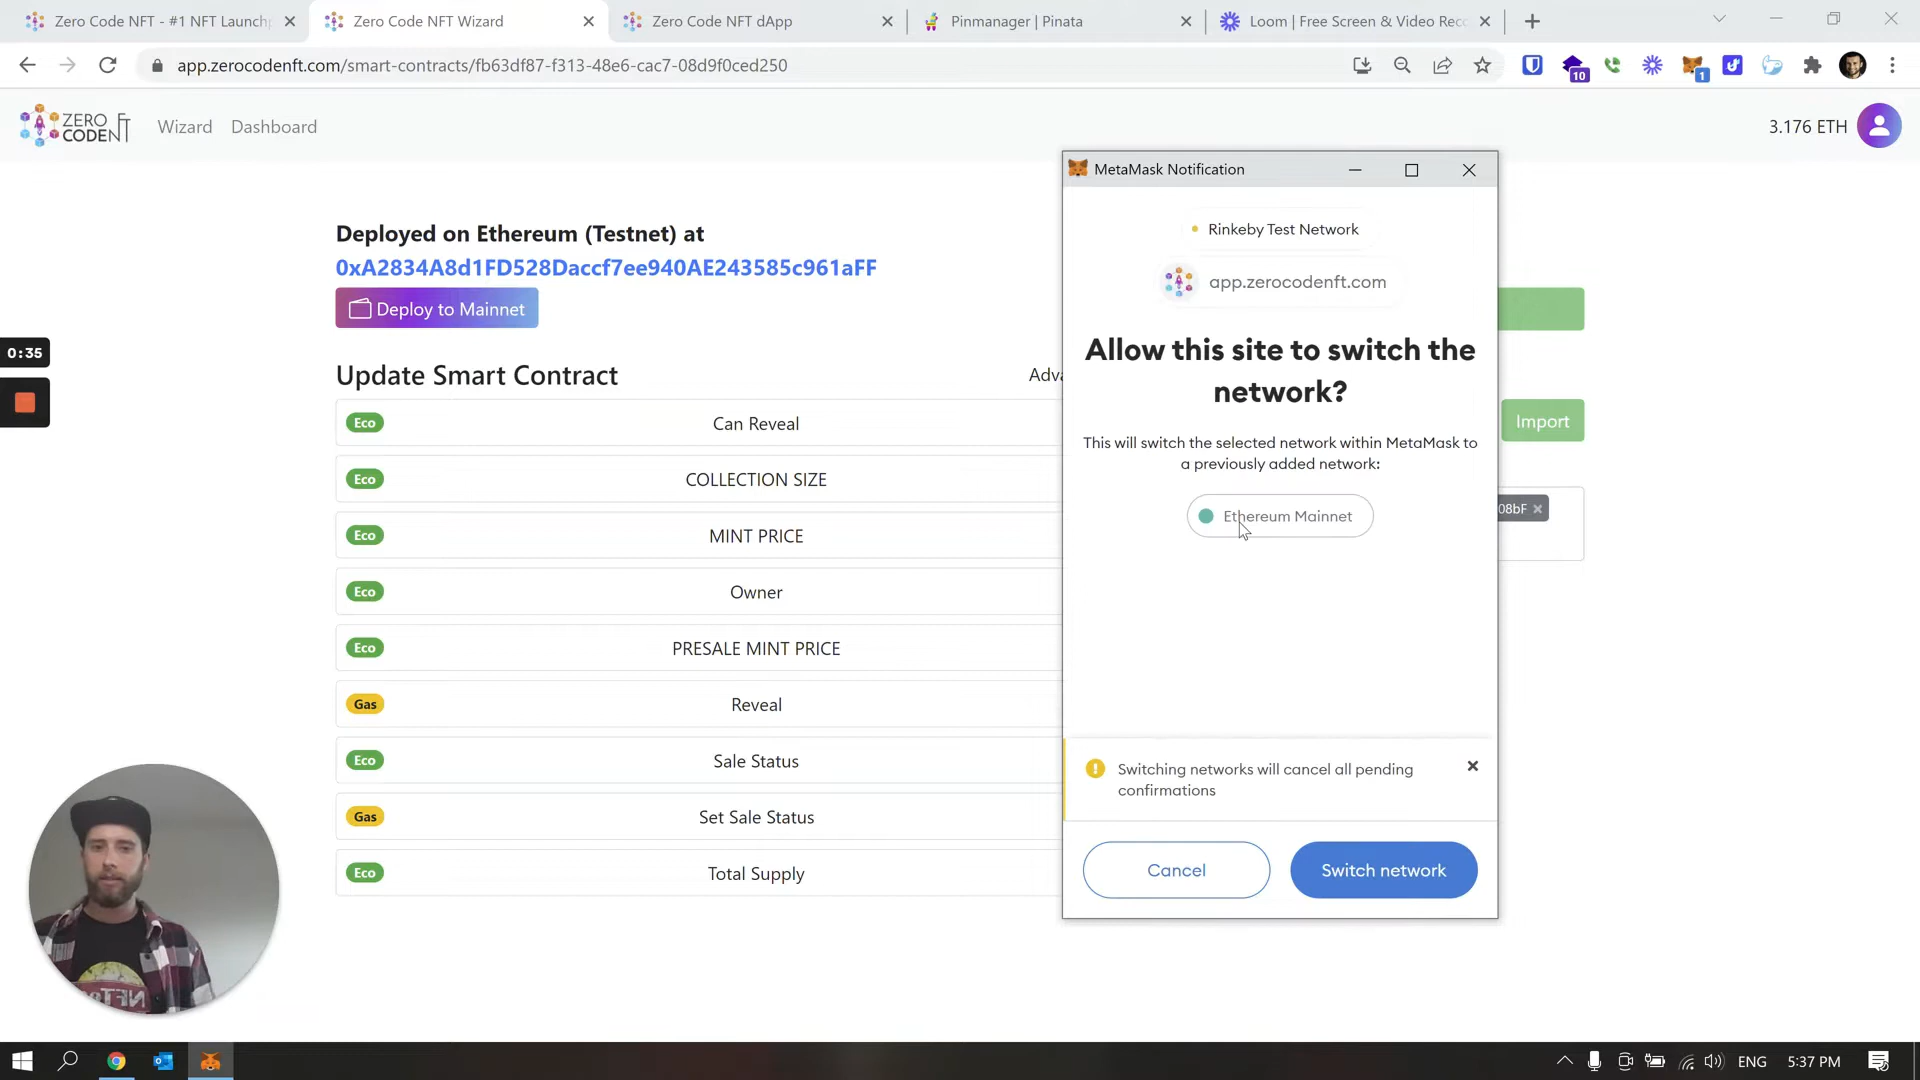 Zero Code NFT - #1 NFT Launchp
Zero Code NFT Wizard
Zero Code NFT dApp
Pinmanager | Pinata
Loom | Free Screen & Video Reco
app.zerocodenft.com/smart-contracts/fb63df87-f313-48e6-cac7-08d9f0ced250
10
1
ZERO
CODENFT
Wizard
Dashboard
3.176 ETH
MetaMask Notification
Rinkeby Test Network
app.zerocodenft.com
Allow this site to switch the
network?
This will switch the selected network within MetaMask to
a previously added network:
Ethereum Mainnet
Switching networks will cancel all pending
confirmations
Cancel
Switch network
Deployed on Ethereum (Testnet) at
0xA2834A8d1FD528Daccf7ee940AE243585c961aFF
Deploy to Mainnet
0:35
Update Smart Contract
Adva
Eco
Can Reveal
Eco
COLLECTION SIZE
Eco
MINT PRICE
Eco
Owner
Eco
PRESALE MINT PRICE
Gas
Reveal
Eco
Sale Status
Gas
Set Sale Status
Eco
Total Supply
Import
08bF
ENG
5:37 PM